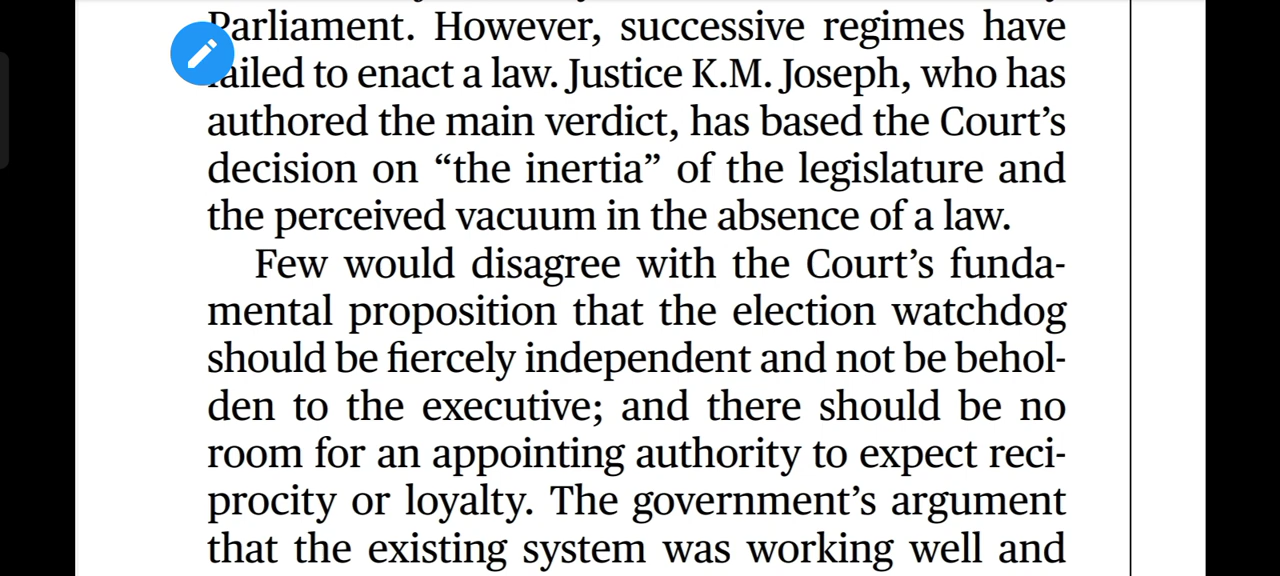 Parliament. However, successive regimes have
failed to enact a law. Justice K.M. Joseph, who has
authored the main verdict, has based the Court’s
decision on “the inertia” of the legislature and
the perceived vacuum in the absence of a law.
Few would disagree with the Court’s funda-
mental proposition that the election watchdog
should be fiercely independent and not be behol-
den to the executive; and there should be no
room for an appointing authority to expect reci-
procity or loyalty. The government’s argument
that the existing system was working well and